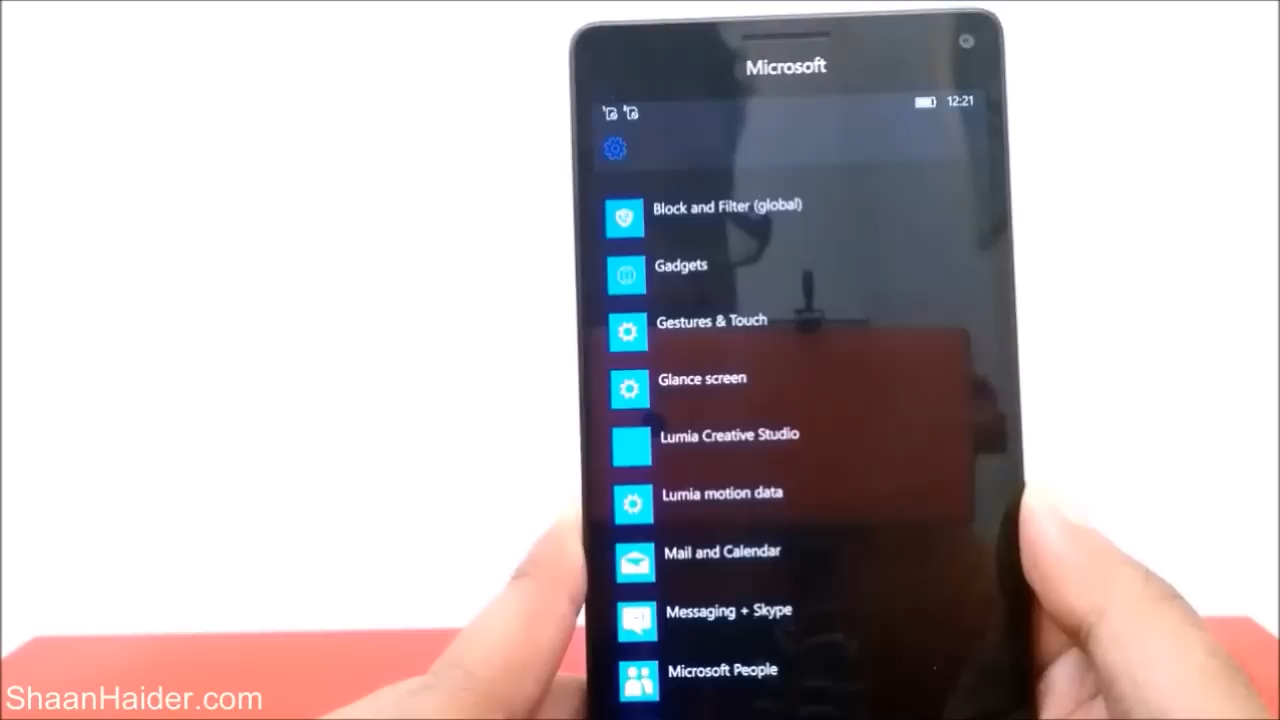 Microsoft
12:21
Block and Filter (global)
Gadgets
Gestures & Touch
Glance screen
Lumia Creative Studio
Lumia motion data
Mail and Calendar
Messaging + Skype
Microsoft People
ShaanHaider.com